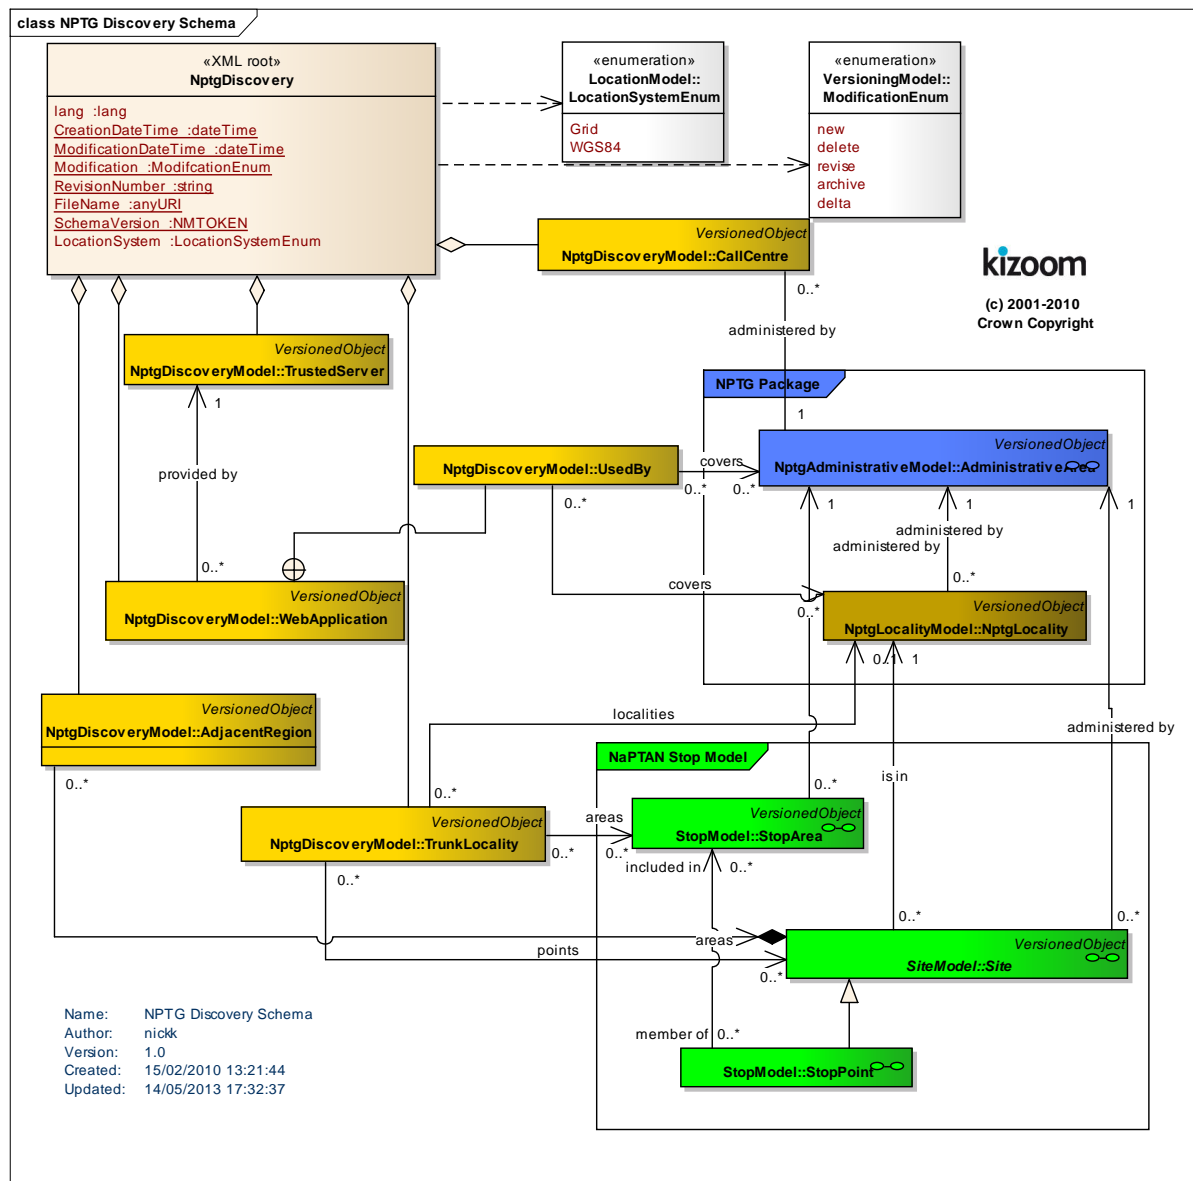 class NPTG Discovery Schema
«XML root»
NptgDiscovery
lang :lang
CreationDateTime :dateTime
ModificationDateTime :dateTime
Modification :ModifcationEnum
RevisionNumber :string
FileName :anyURI
SchemaVersion :NMTOKEN
LocationSystem :LocationSystemEnum
«enumeration»
LocationModel::
LocationSystemEnum
Grid
WGS84
«enumeration»
VersioningModel::
ModificationEnum
new
delete
revise
archive
delta
VersionedObject
NptgDiscoveryModel::CallCentre
0..*
administered by
1
kizoom
(c) 2001-2010
Crown Copyright
VersionedObject
NptgDiscoveryModel::TrustedServer
1
provided by
0..*
NPTG Package
VersionedObject
NptgAdministrativeModel::AdministrativeArea
NptgDiscoveryModel::UsedBy
covers
0..*
0..*
0..*
1
1
1
administered by
administered by
0..*
covers
0..*
VersionedObject
NptgLocalityModel::NptgLocality
0..1
1
VersionedObject
NptgDiscoveryModel::WebApplication
VersionedObject
NptgDiscoveryModel::AdjacentRegion
0..*
localities
administered by
0..*
NaPTAN Stop Model
is in
0..*
VersionedObject
NptgDiscoveryModel::TrunkLocality
areas
0..*
0..*
0..*
VersionedObject
StopModel::StopArea
included in
0..*
0..*
0..*
areas
points
0..*
VersionedObject
SiteModel::Site
member of
0..*
StopModel::StopPoint
Name: NPTG Discovery Schema
Author: nickk
Version: 1.0
Created: 15/02/2010 13:21:44
Updated: 14/05/2013 17:32:37